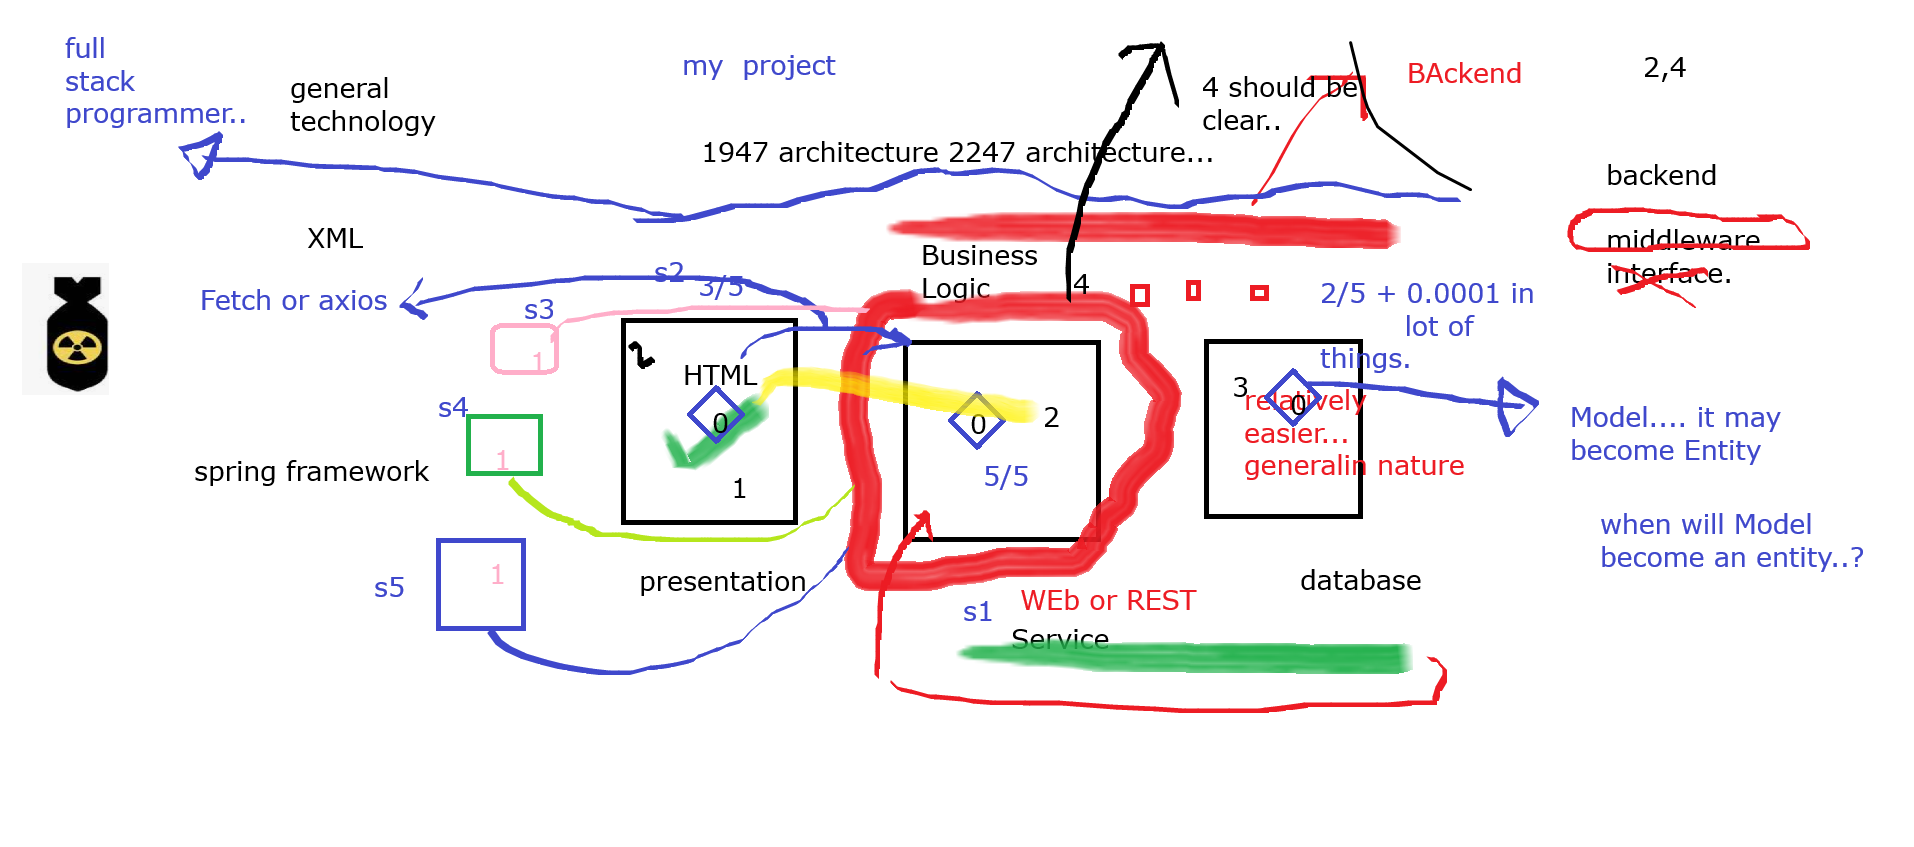 full
stack
programmer..
general
technology
my  project
4 should be
clear..
BAckend
2,4
1947 architecture 2247 architecture...
backend
XML
middleware
interface.
Business
Logic
4
s2
3/5
Fetch or axios
s3
2/5 + 0.0001 in
lot of
things.
1
2
HTML
0
1
0
2
5/5
3
0
relatively
easier...
generalin nature
Model.... it may
become Entity
s4
1
spring framework
when will Model
become an entity..?
s5
1
presentation
database
s1
WEb or REST
Service